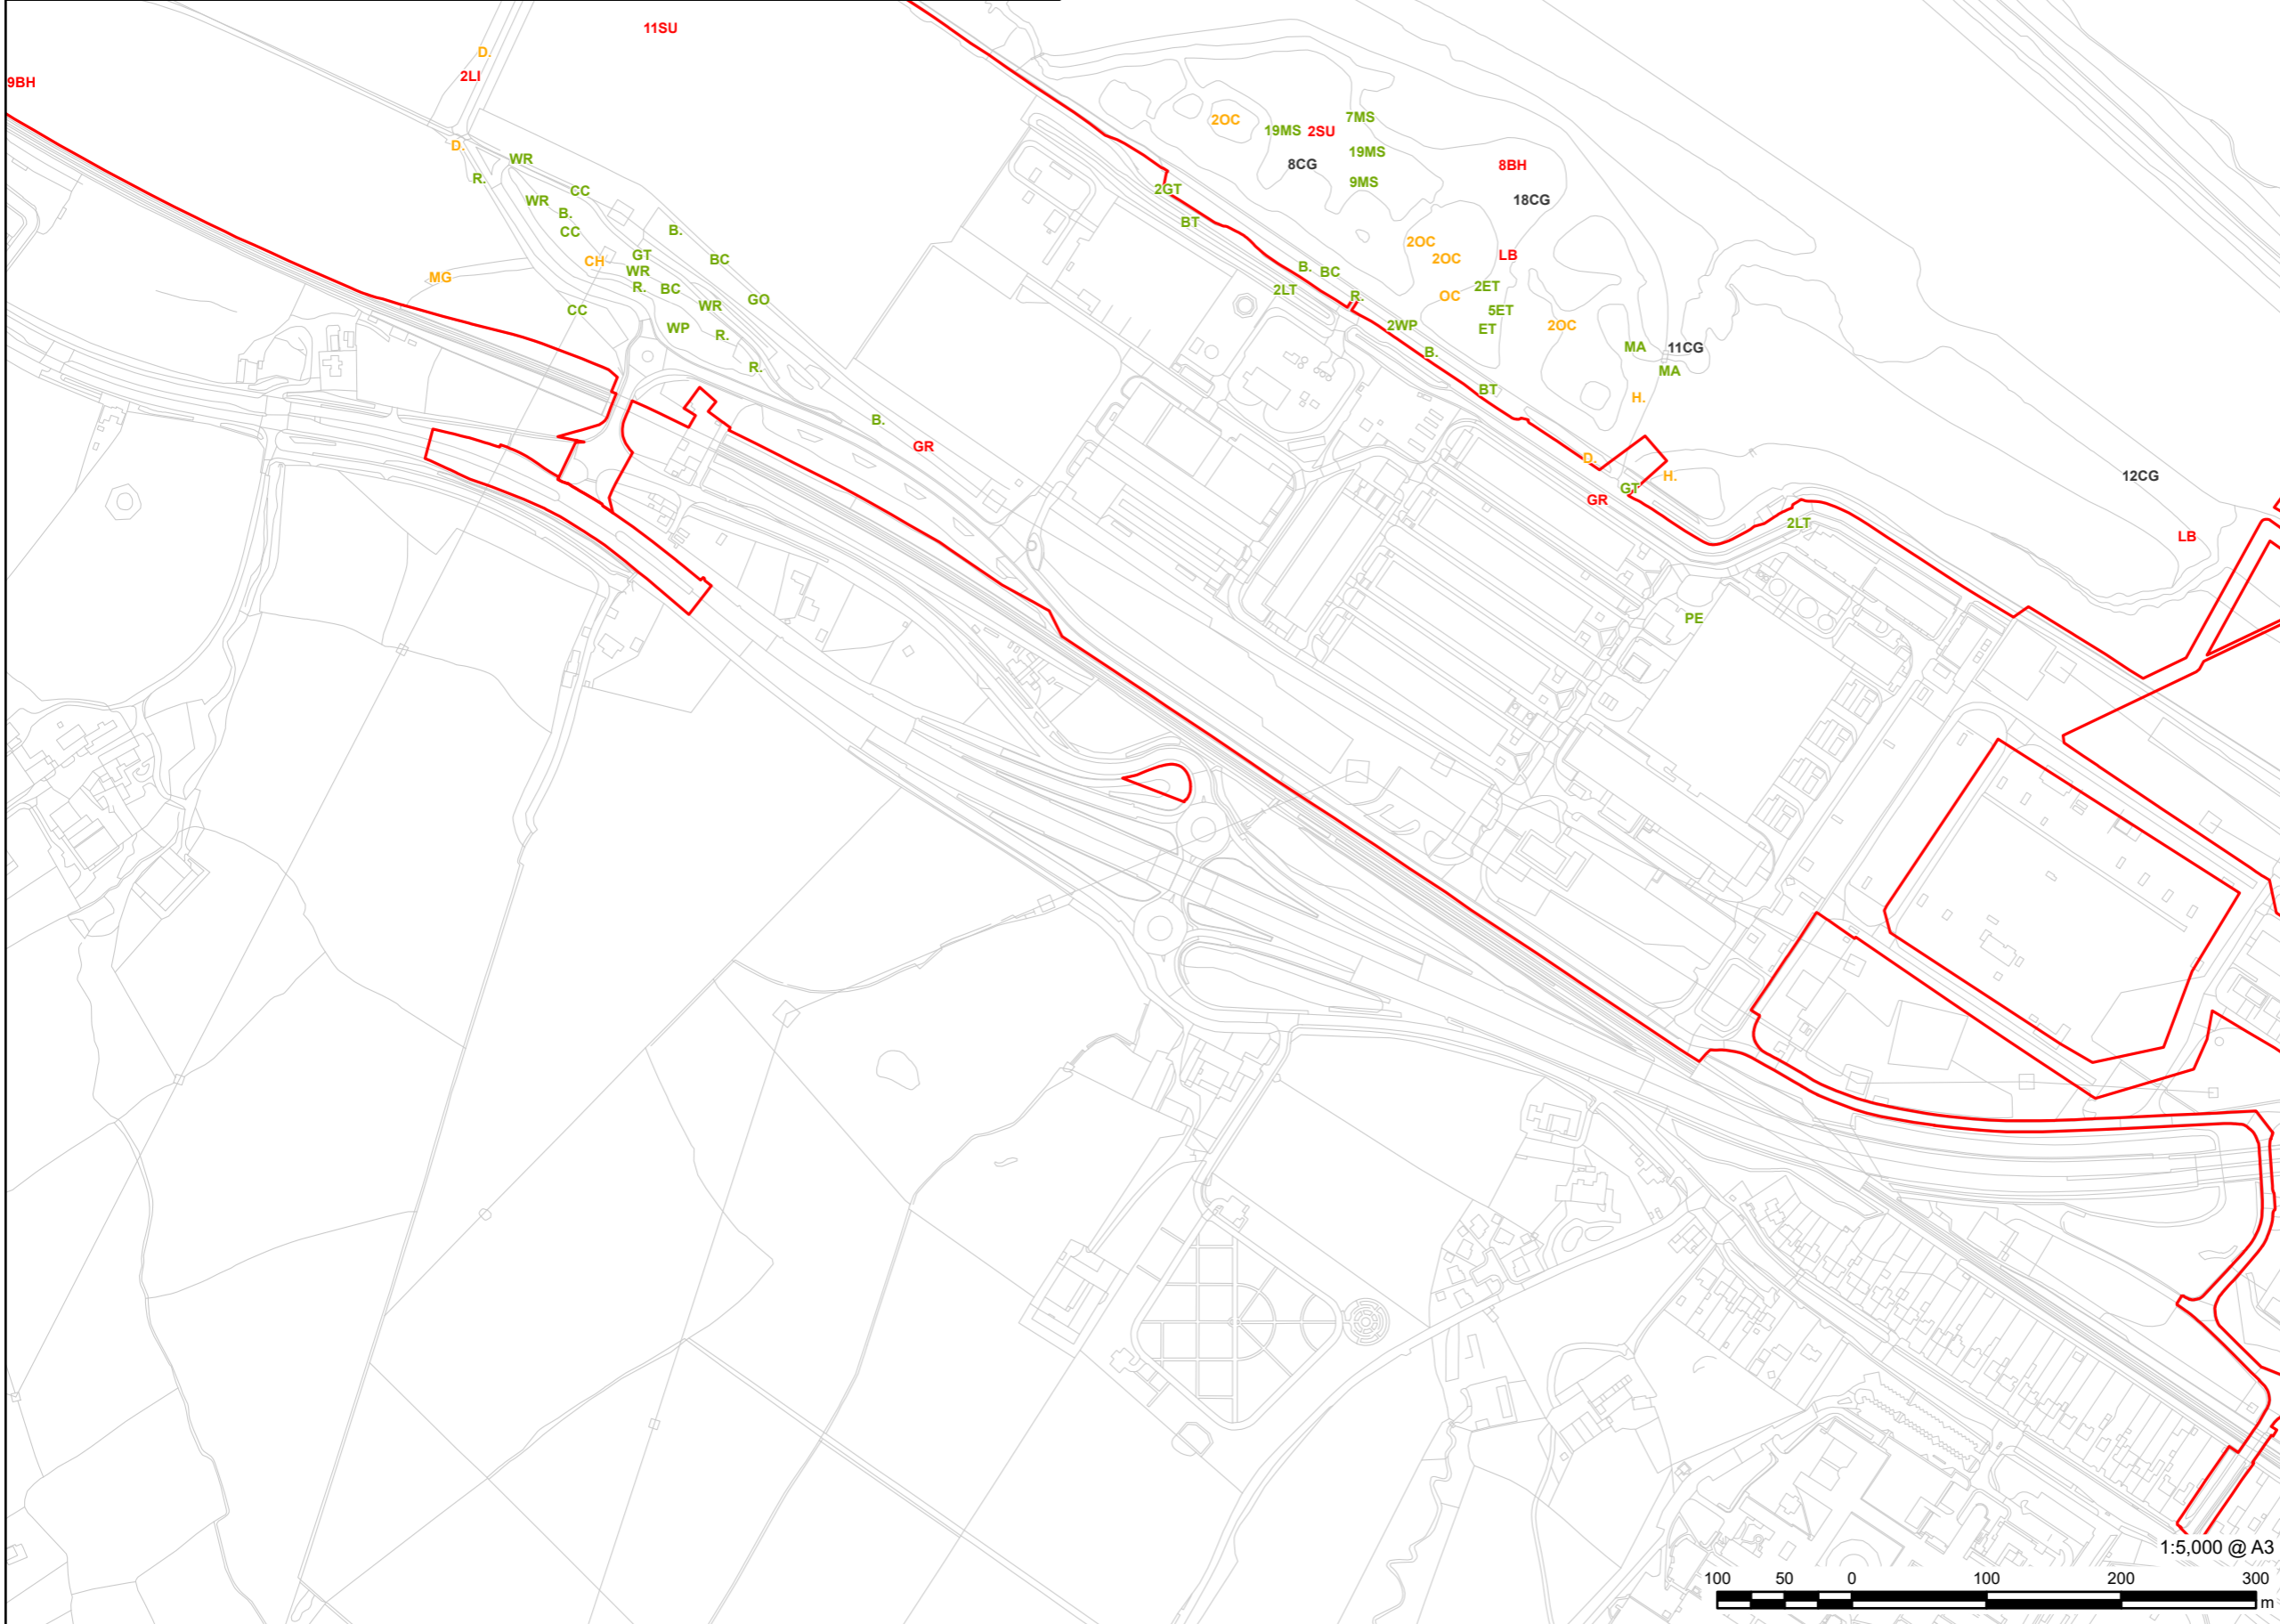 11SU
D.
2LI
9BH
7MS
2OC
19MS
2SU
D.
19MS
WR
8CG
8BH
R.
9MS
CC
2GT
WR
18CG
B.
BT
CC
B.
2OC
GT
LB
BC
2OC
CH
B.
BC
WR
MG
R.
BC
2LT
2ET
R.
OC
GO
WR
CC
5ET
WP
2WP
ET
2OC
R.
MA
11CG
B.
R.
MA
BT
H.
B.
GR
D.
H.
12CG
GT
GR
2LT
LB
PE
1:5,000 @ A3
100 50 0 100 200 300
m